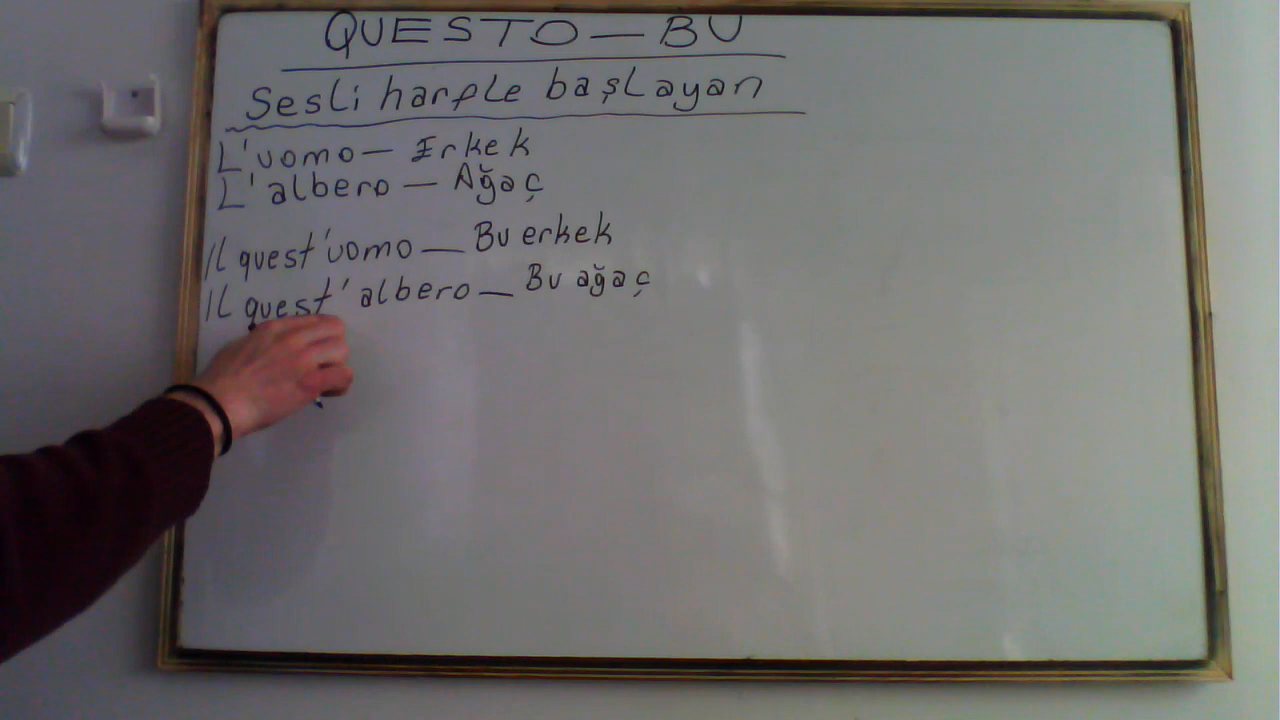 QUESTO — BU
Sesli harfle başlayan
L'uomo — Erkek
L'albero — Ağaç
Il quest'uomo — Bu erkek
Il quest'albero — Bu ağaç